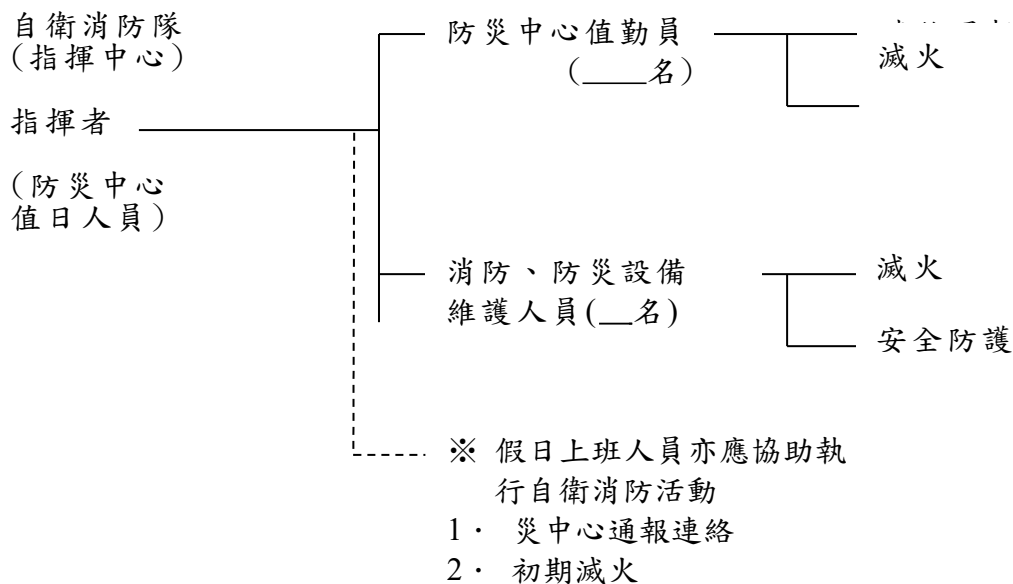 自衛消防隊
(指揮中心)
指揮者
(防災中心
值日人員)
防災中心值勤員
(____名)
滅火
消防、防災設備
維護人員(__名)
滅火
安全防護
※ 假日上班人員亦應協助執
行自衛消防活動
1. 災中心通報連絡
2. 初期滅火